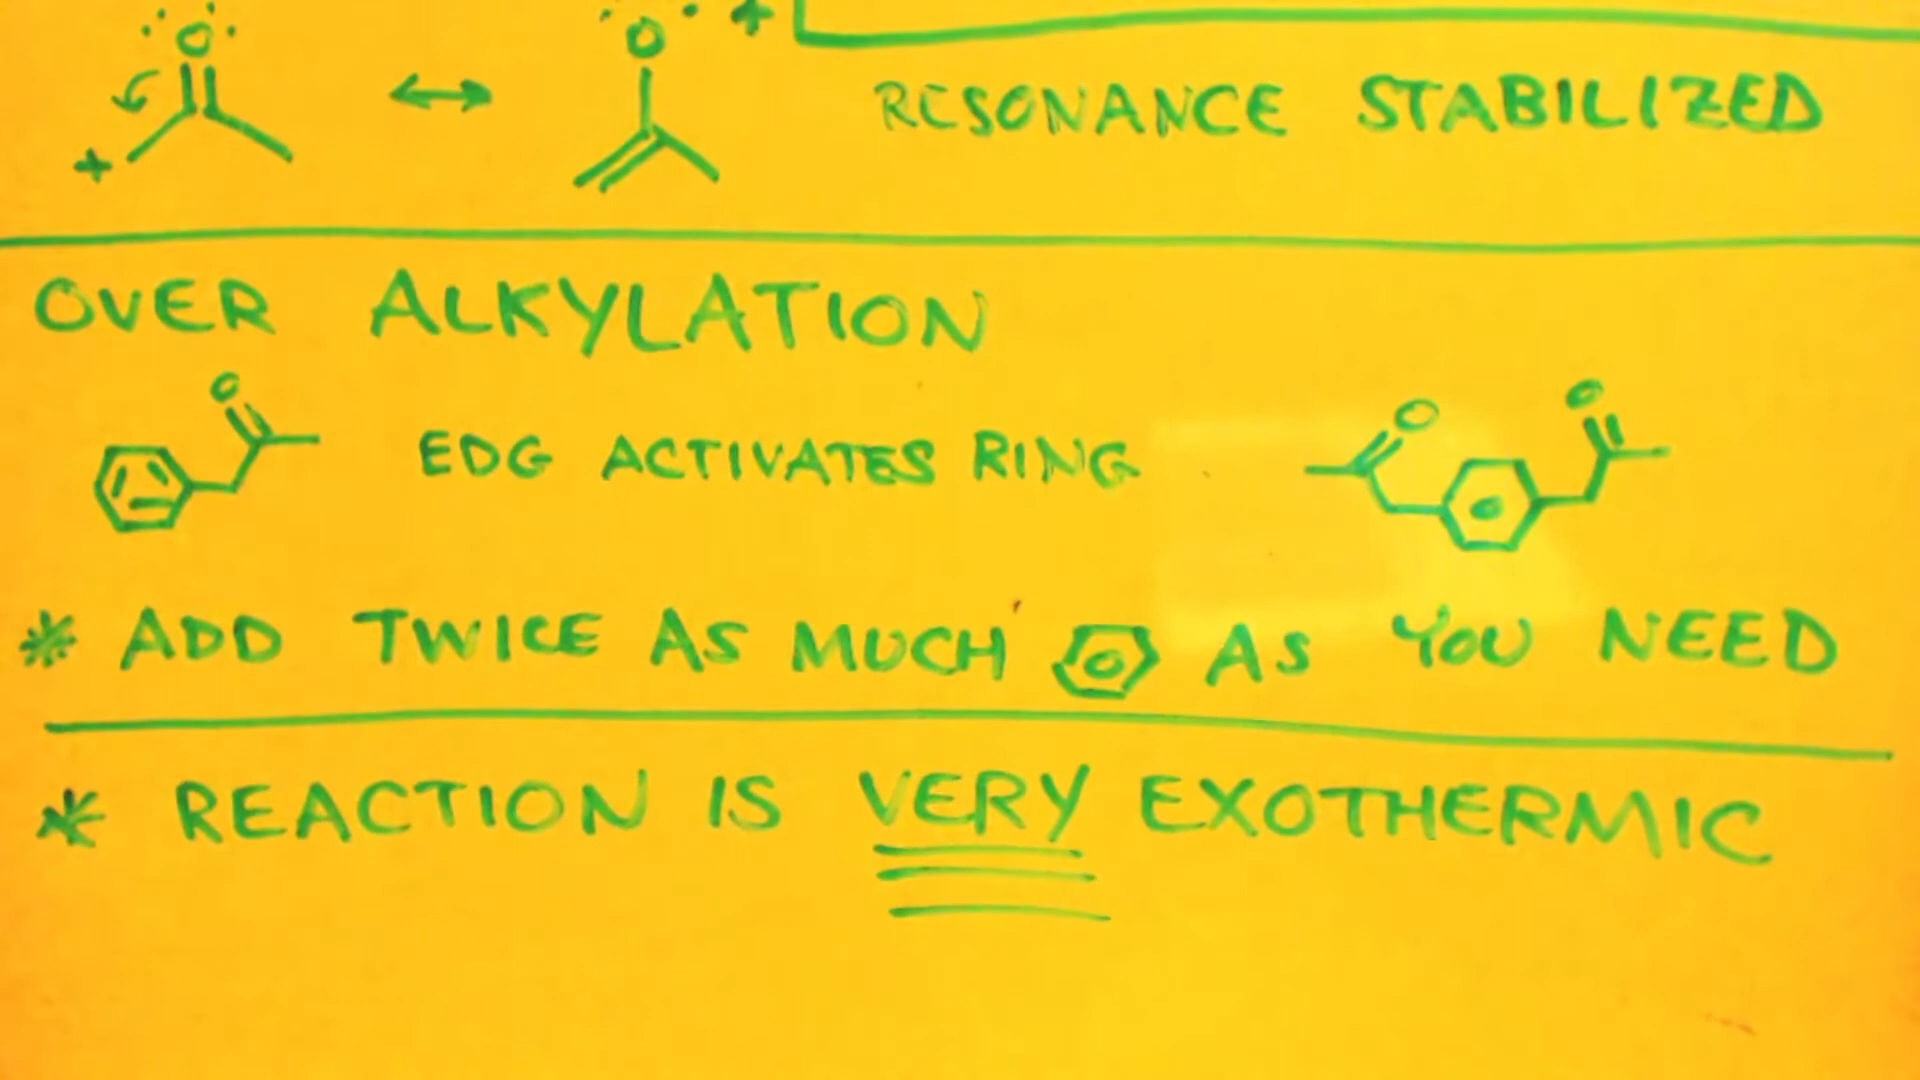 O O +
+
RESONANCE STABILIZED
OVER ALKYLATION
O O O
EDG ACTIVATES RING
* ADD TWICE AS MUCH AS YOU NEED
* REACTION IS VERY EXOTHERMIC